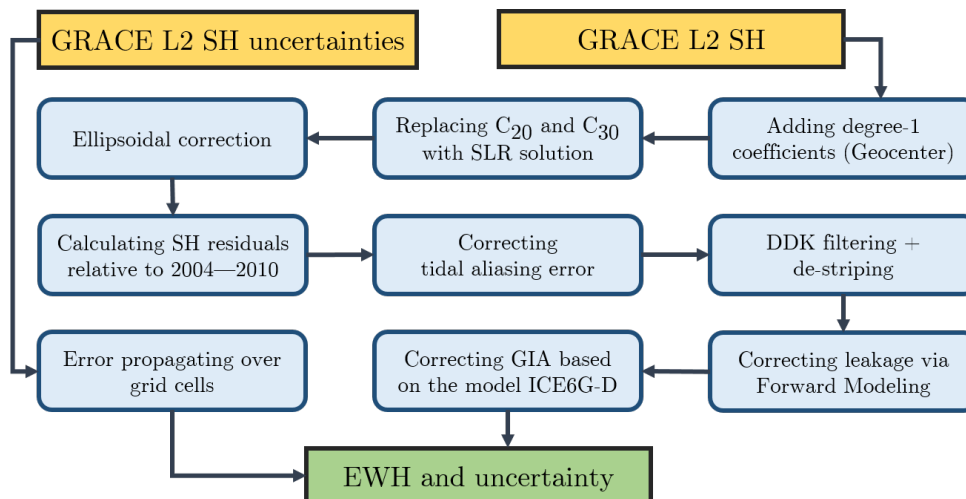 GRACE L2 SH uncertainties
GRACE L2 SH
Ellipsoidal correction
Replacing C20 and C30
with SLR solution
Adding degree-1
coefficients (Geocenter)
Calculating SH residuals
relative to 2004—2010
Correcting
tidal aliasing error
DDK filtering +
de-striping
Error propagating over
grid cells
Correcting GIA based
on the model ICE6G-D
Correcting leakage via
Forward Modeling
EWH and uncertainty